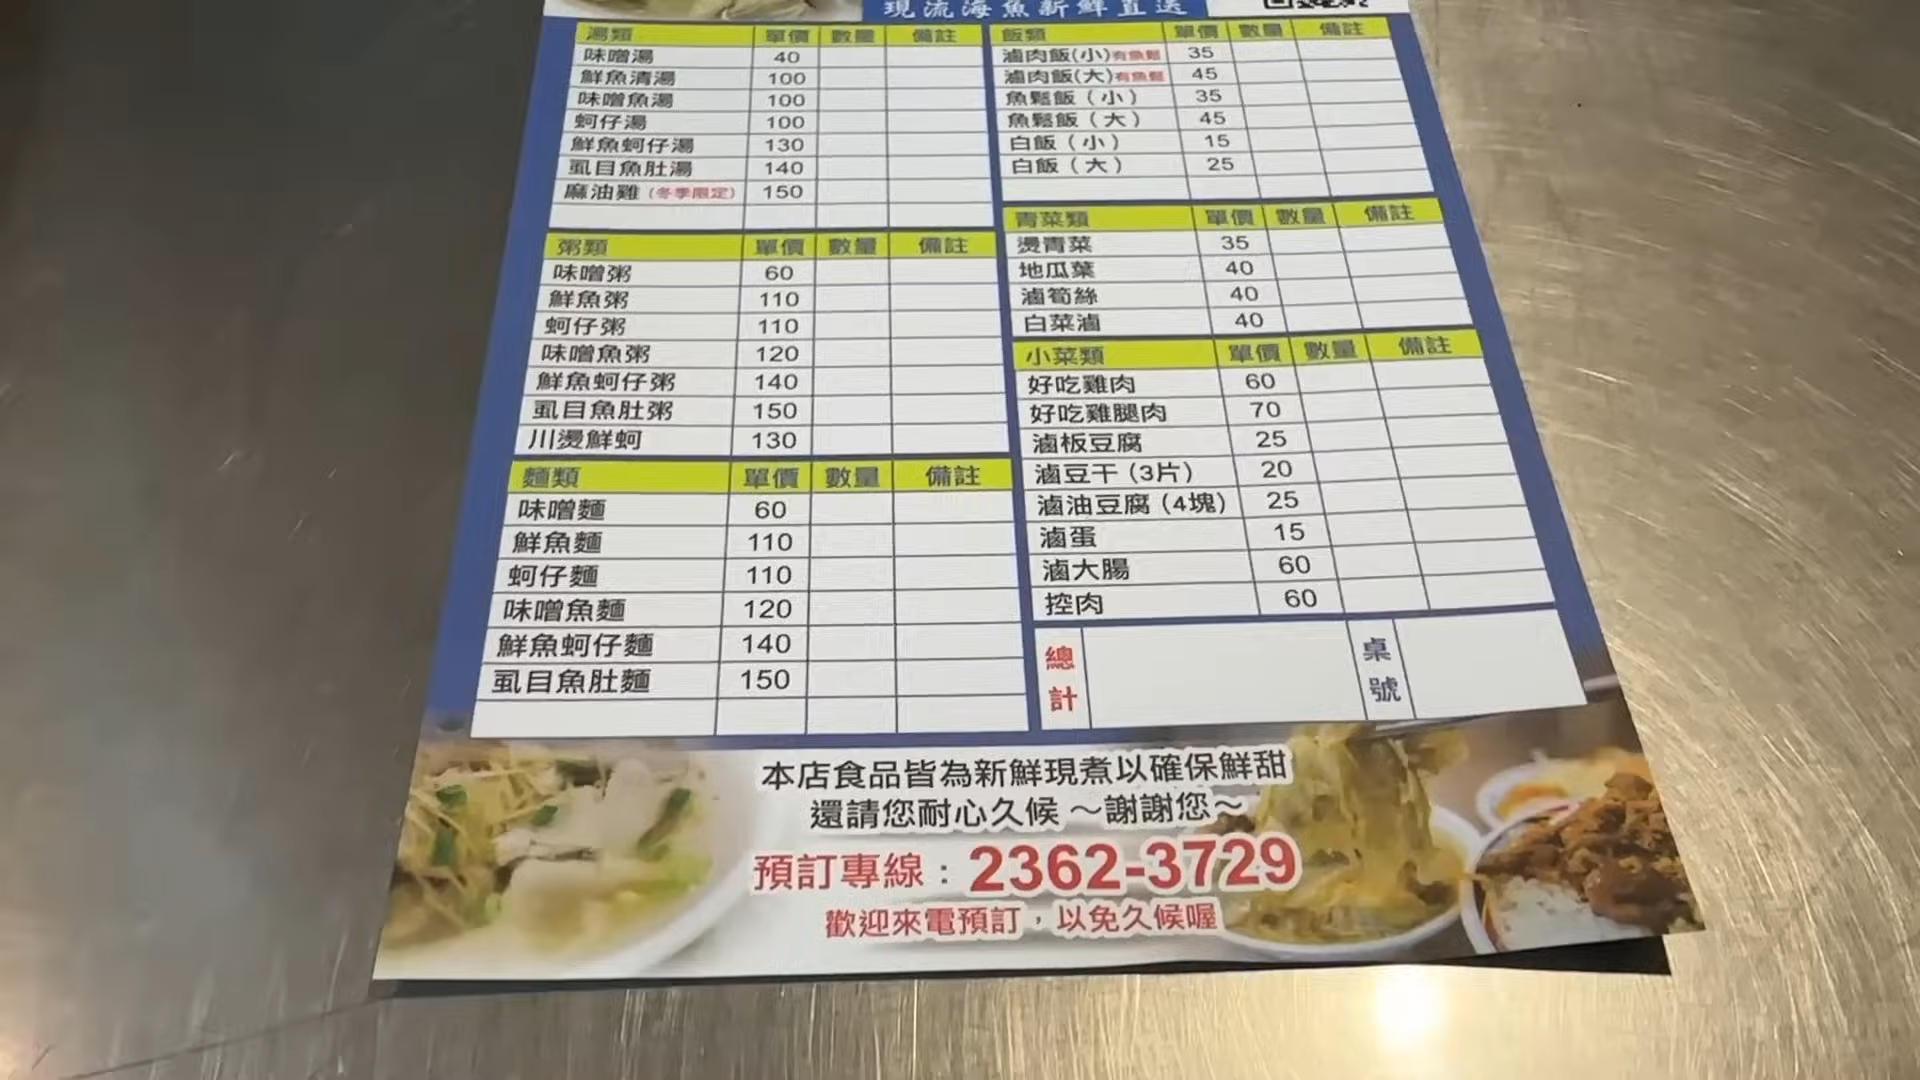 現流海魚新鮮直送
湯類 單價 數量 備註
味噌湯 40
鮮魚清湯 100
味噌魚湯 100
蚵仔湯 100
鮮魚蚵仔湯 130
虱目魚肚湯 140
麻油雞(冬季限定) 150
粥類 單價 數量 備註
味噌粥 60
鮮魚粥 110
蚵仔粥 110
味噌魚粥 120
鮮魚蚵仔粥 140
虱目魚肚粥 150
川燙鮮蚵 130
麵類 單價 數量 備註
味噌麵 60
鮮魚麵 110
蚵仔麵 110
味噌魚麵 120
鮮魚蚵仔麵 140
虱目魚肚麵 150
飯類 單價 數量 備註
滷肉飯(小)有魚鬆 35
滷肉飯(大)有魚鬆 45
魚鬆飯(小) 35
魚鬆飯(大) 45
白飯(小) 15
白飯(大) 25
青菜類 單價 數量 備註
燙青菜 35
地瓜葉 40
滷筍絲 40
白菜滷 40
小菜類 單價 數量 備註
好吃雞肉 60
好吃雞腿肉 70
滷板豆腐 25
滷豆干(3片) 20
滷油豆腐(4塊) 25
滷蛋 15
滷大腸 60
控肉 60
總計 桌號
本店食品皆為新鮮現煮以確保鮮甜
還請您耐心久候～謝謝您～
預訂專線：2362-3729
歡迎來電預訂，以免久候喔